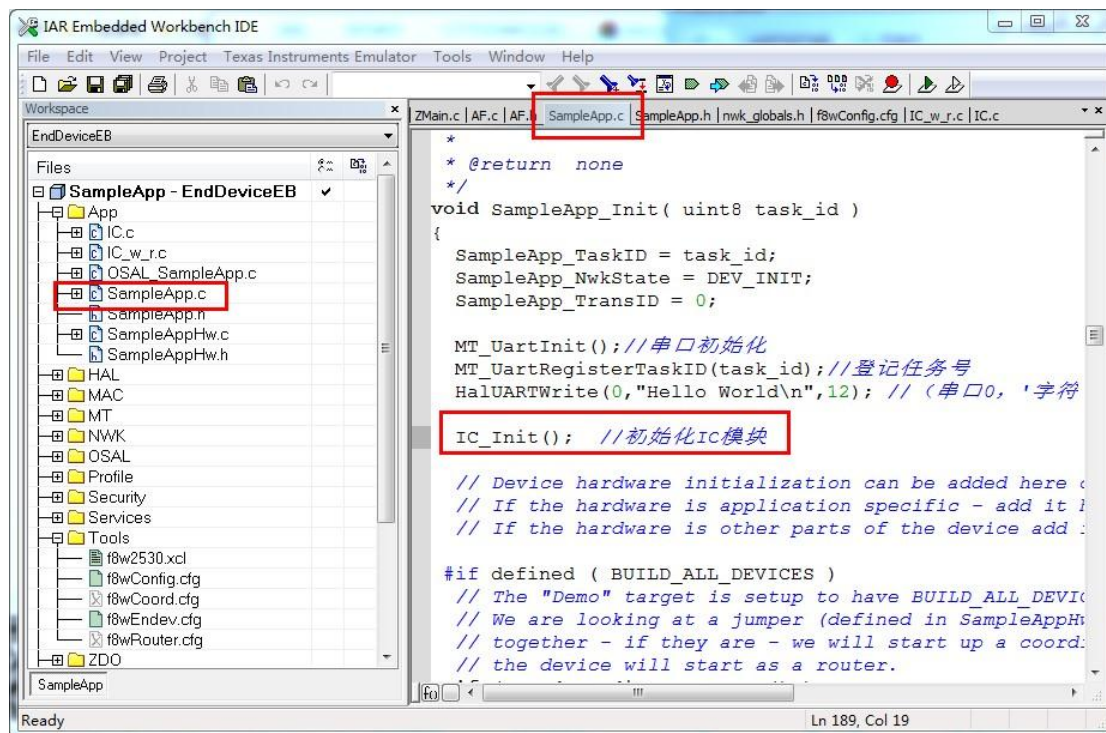 IAR Embedded Workbench IDE
File Edit View Project Texas Instruments Emulator Tools Window Help
Workspace
EndDeviceEB
Files
SampleApp - EndDeviceEB
App
IC.c
IC_w_r.c
OSAL_SampleApp.c
SampleApp.c
SampleApp.h
SampleAppHw.c
SampleAppHw.h
HAL
MAC
MT
NWK
OSAL
Profile
Security
Services
Tools
f8w2530.xcl
f8wConfig.cfg
f8wCoord.cfg
f8wEndev.cfg
f8wRouter.cfg
ZDO
SampleApp
ZMain.c | AF.c | AF.h SampleApp.c | SampleApp.h | nwk_globals.h | f8wConfig.cfg | IC_w_r.c | IC.c
*
* @return none
*/
void SampleApp_Init( uint8 task_id )
{
SampleApp_TaskID = task_id;
SampleApp_NwkState = DEV_INIT;
SampleApp_TransID = 0;
MT_UartInit();//串口初始化
MT_UartRegisterTaskID(task_id);//登记任务号
HalUARTWrite(0,"Hello World\n",12); //（串口0，'字符
IC_Init(); //初始化IC模块
// Device hardware initialization can be added here
// If the hardware is application specific - add it
// If the hardware is other parts of the device add
#if defined ( BUILD_ALL_DEVICES )
// The "Demo" target is setup to have BUILD_ALL_DEVIC
// We are looking at a jumper (defined in SampleAppHw
// together - if they are - we will start up a coord
// the device will start as a router.
Ready
Ln 189, Col 19